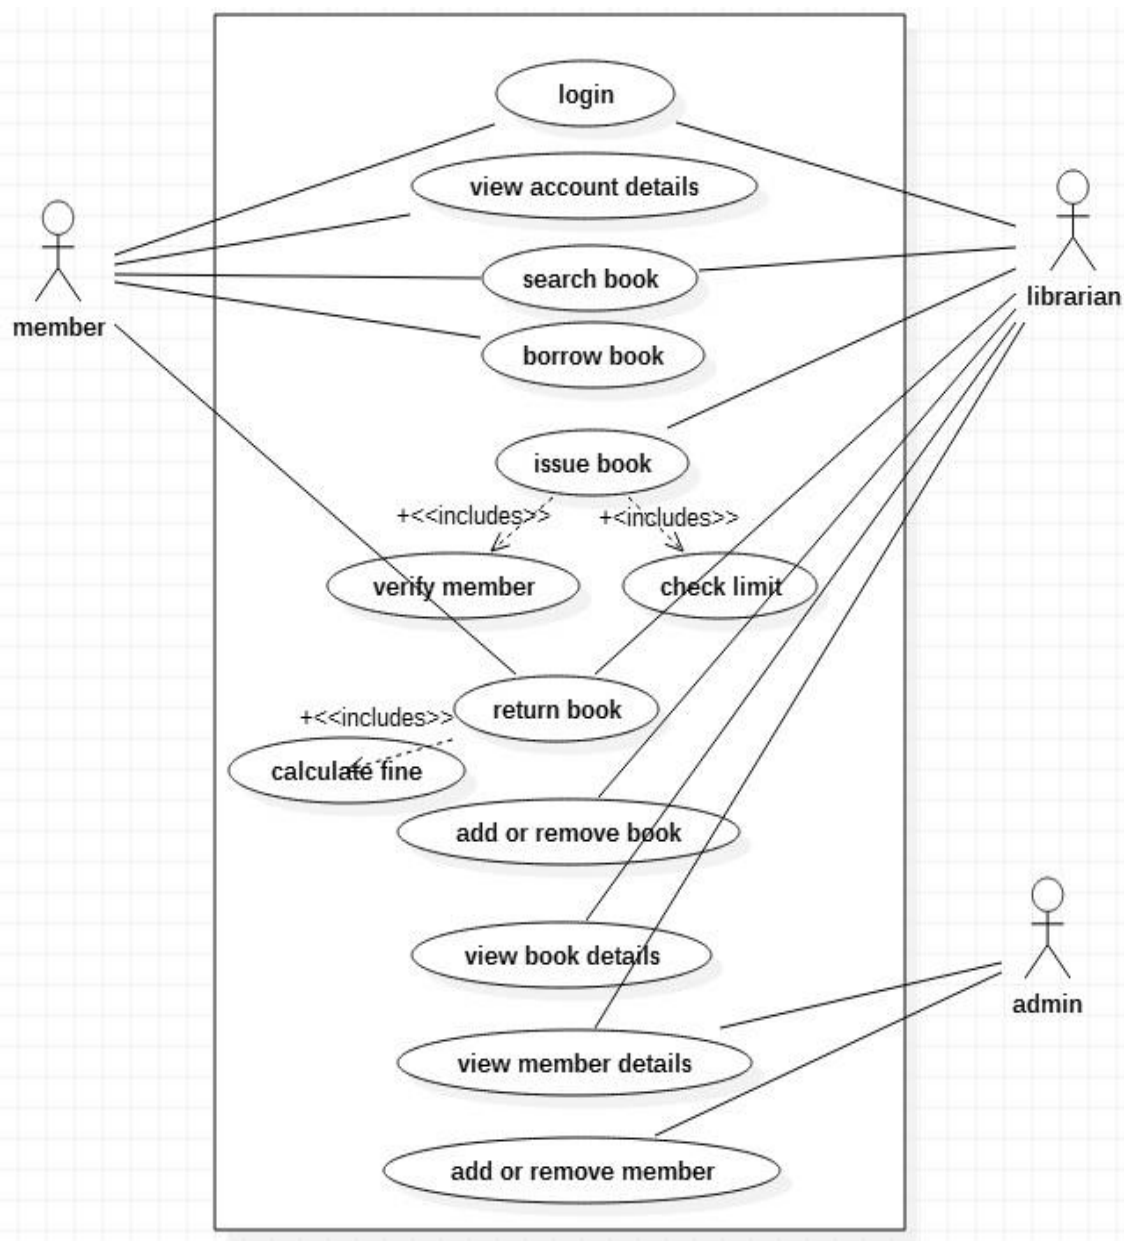 login
view account details
search book
librarian
member
borrow book
issue book
+<<includes>>
+<includes>>
verify member
check limit
return book
+<<includes>>
calculate fine
add or remove book
view book details
admin
view member details
add or remove member